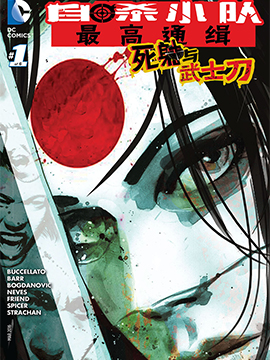 DC COMICS
#1
自杀小队
最高通缉
死枭与武士刀
BUCCELLATO
BARR
BOGDANOVIC
NEVES
FRIEND
SPICER
STRACHAN